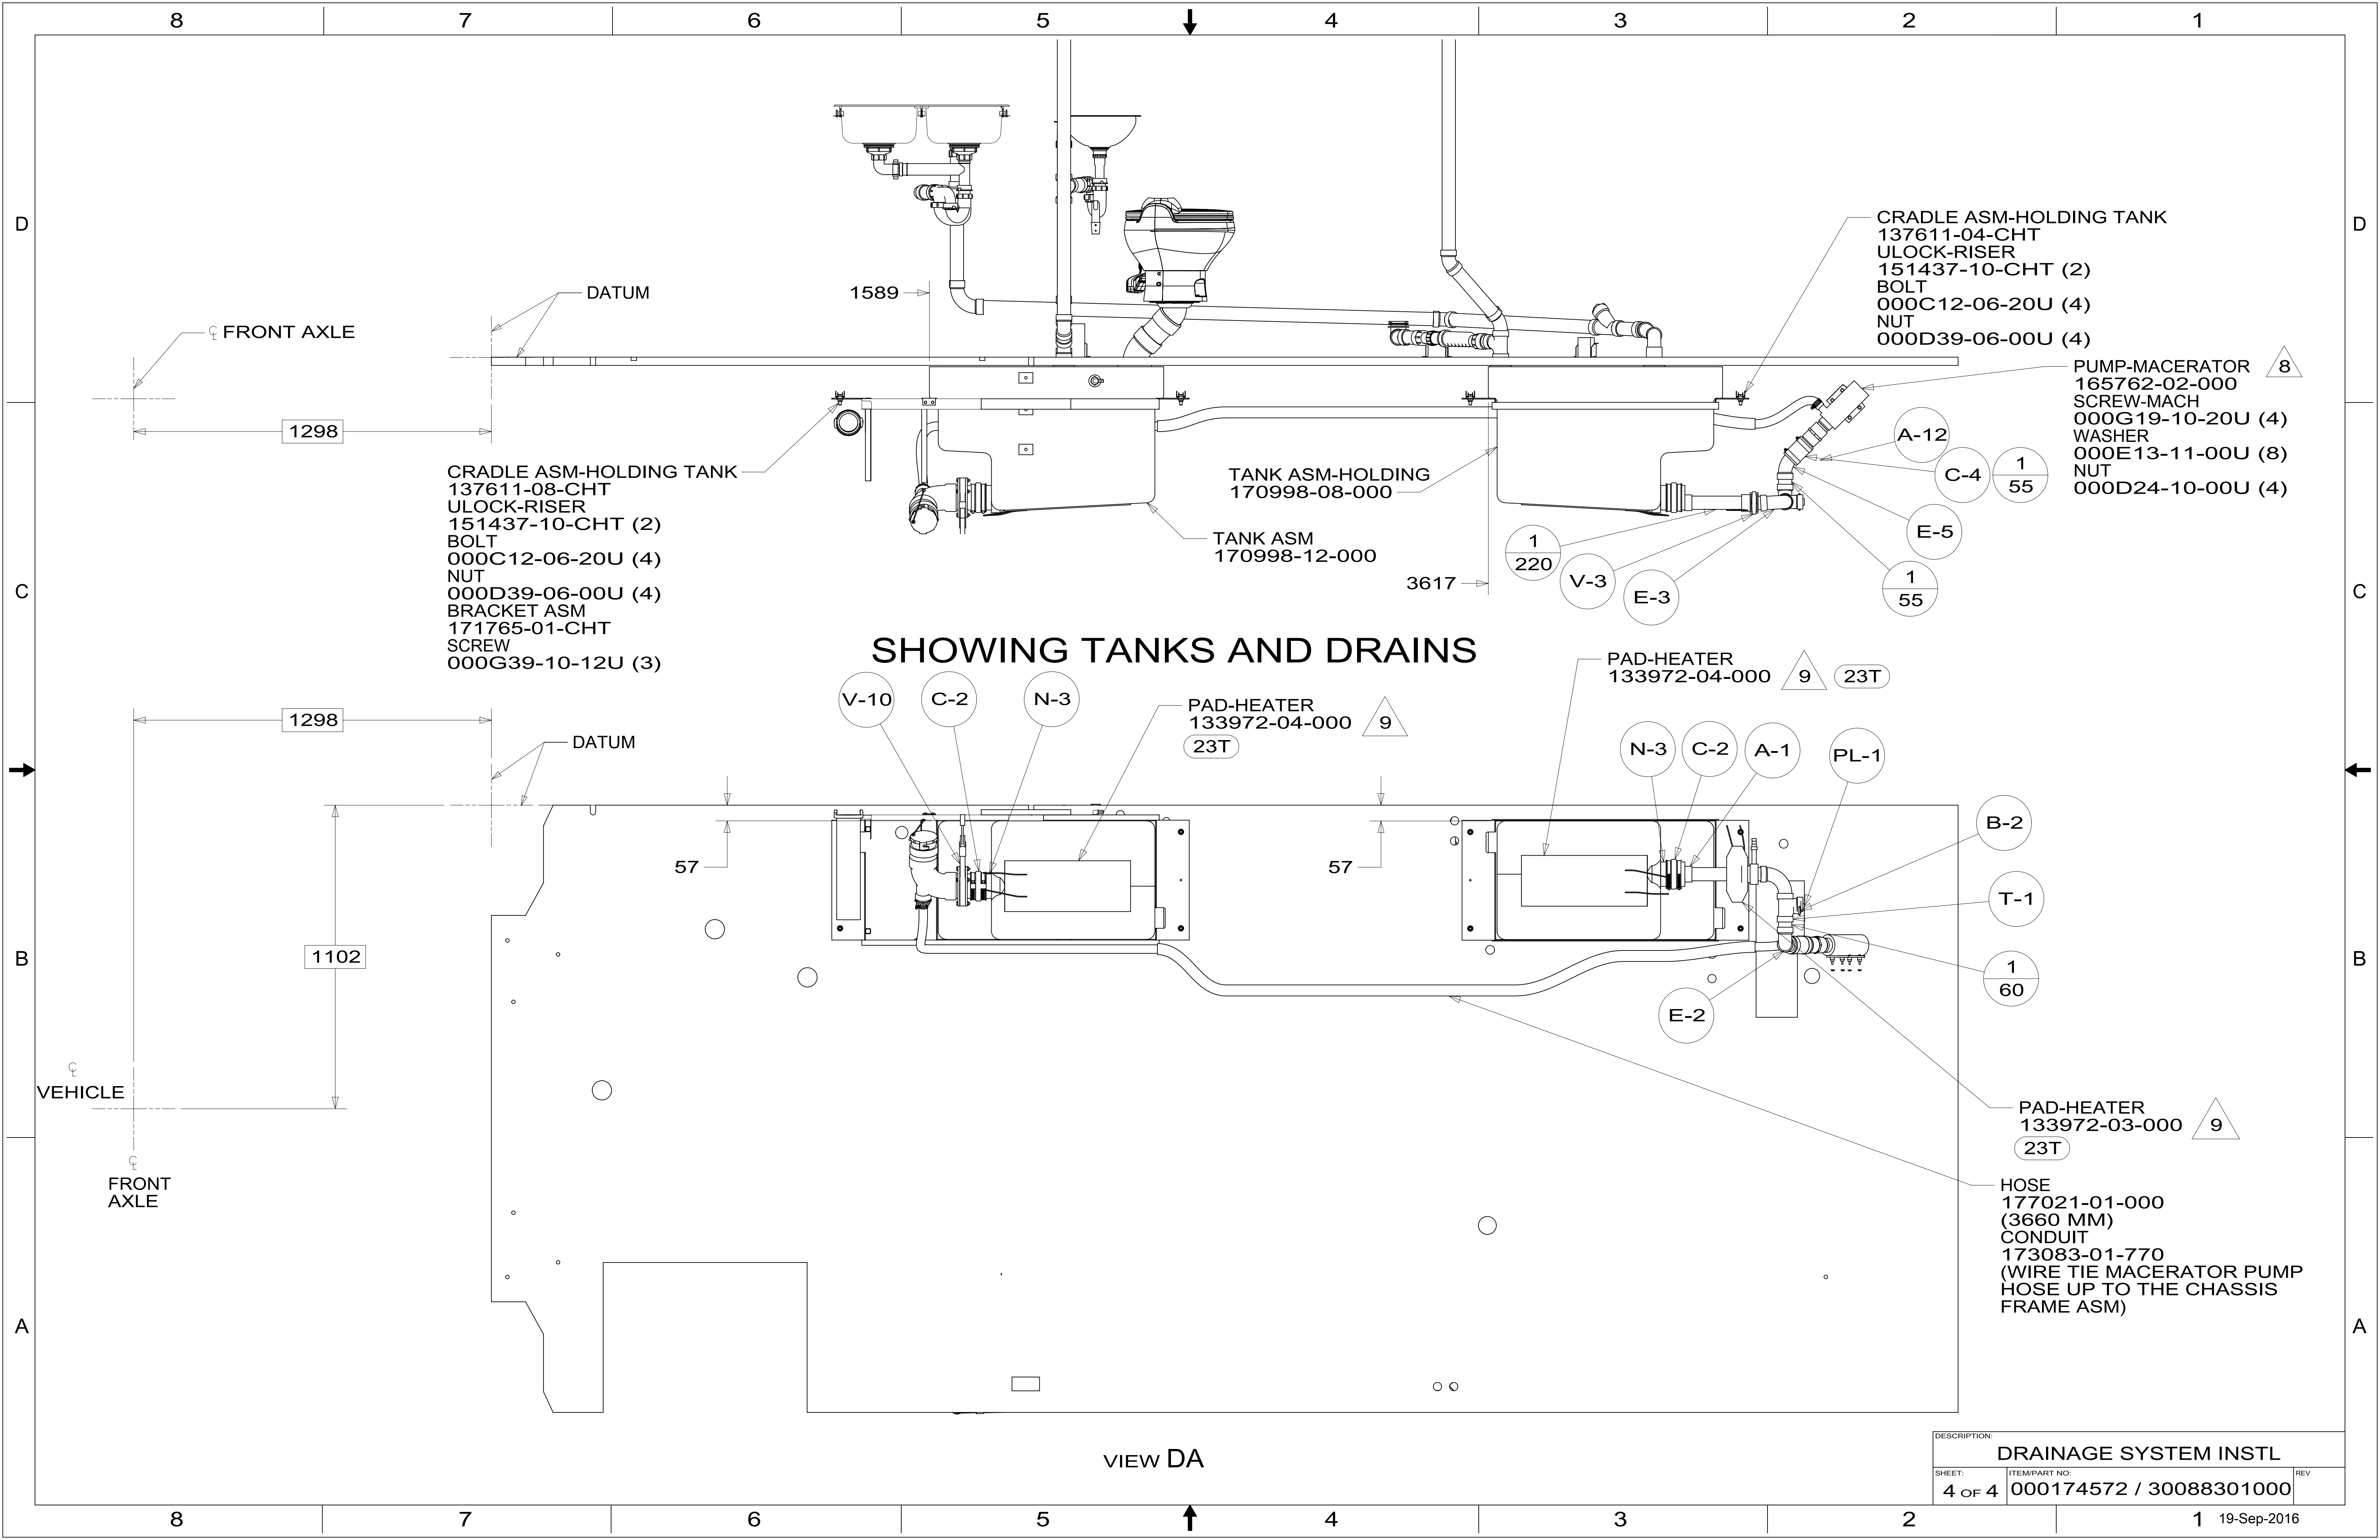 8 7 6 5 4 3 2 1
D
D
CRADLE ASM-HOLDING TANK
137611-04-CHT
ULOCK-RISER
151437-10-CHT (2)
BOLT
000C12-06-20U (4)
NUT
000D39-06-00U (4)
DATUM
1589
℄ FRONT AXLE
PUMP-MACERATOR 8
165762-02-000
SCREW-MACH
000G19-10-20U (4)
WASHER
000E13-11-00U (8)
NUT
000D24-10-00U (4)
1298
A-12
C-4
1
55
E-5
1
55
CRADLE ASM-HOLDING TANK
137611-08-CHT
ULOCK-RISER
151437-10-CHT (2)
BOLT
000C12-06-20U (4)
NUT
000D39-06-00U (4)
BRACKET ASM
171765-01-CHT
SCREW
000G39-10-12U (3)
TANK ASM-HOLDING
170998-08-000
TANK ASM
170998-12-000
1
220
V-3
E-3
3617
C
C
SHOWING TANKS AND DRAINS
1298
DATUM
V-10
C-2
N-3
PAD-HEATER
133972-04-000 9
23T
PAD-HEATER
133972-04-000 9 23T
N-3
C-2
A-1
PL-1
B-2
T-1
1
60
E-2
57
57
1102
B
B
℄
VEHICLE
℄
FRONT
AXLE
PAD-HEATER
133972-03-000 9
23T
HOSE
177021-01-000
(3660 MM)
CONDUIT
173083-01-770
(WIRE TIE MACERATOR PUMP
HOSE UP TO THE CHASSIS
FRAME ASM)
A
A
VIEW DA
DESCRIPTION:
DRAINAGE SYSTEM INSTL
SHEET:
4 OF 4
ITEM/PART NO:
000174572 / 30088301000
REV
8 7 6 5 4 3 2 1
19-Sep-2016